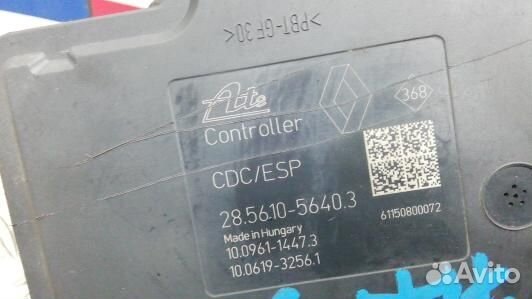 >PBT-GF30<
Ate
368
Controller
CDC/ESP
28.5610-5640.3
61150800072
Made in Hungary
10.0961-1447.3
10.0619-3256.1
Avito